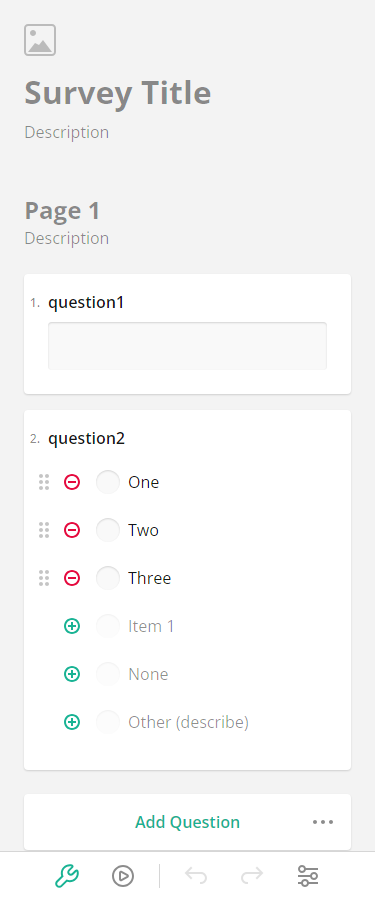 Survey Title
Description
Page 1
Description
1. question1
2. question2
One
Two
Three
Item 1
None
Other (describe)
Add Question